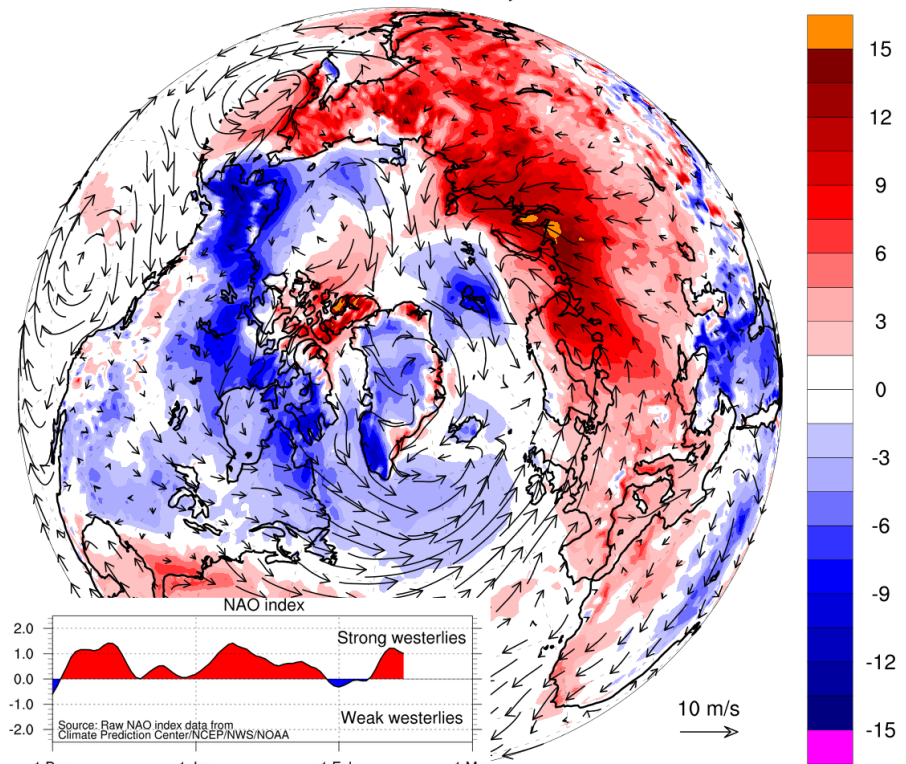 15
12
9
6
3
0
-3
-6
-9
-12
-15
10 m/s
NAO index
2.0
1.0
0.0
-1.0
-2.0
Strong westerlies
Weak westerlies
Source: Raw NAO index data from
Climate Prediction Center/NCEP/NWS/NOAA